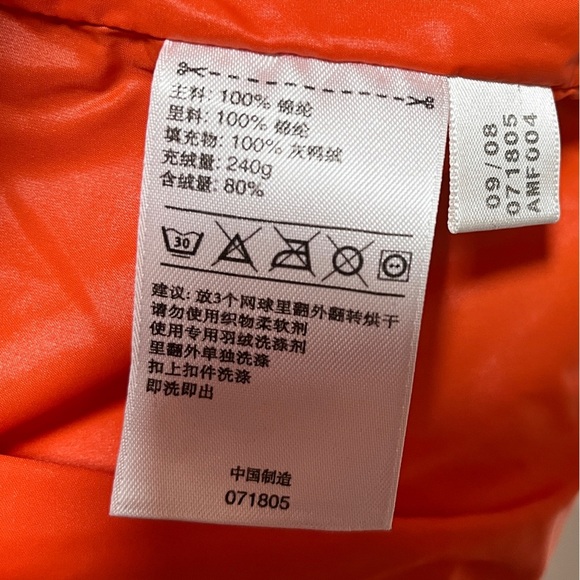 主料: 100% 锦纶
里料: 100% 锦纶
填充物: 100% 灰鸭绒
充绒量: 240g
含绒量: 80%
30
建议: 放3个网球里翻外翻转烘干
请勿使用织物柔软剂
使用专用羽绒洗涤剂
里翻外单独洗涤
扣上扣件洗涤
即洗即出
中国制造
071805
09/08
071805
AMF004